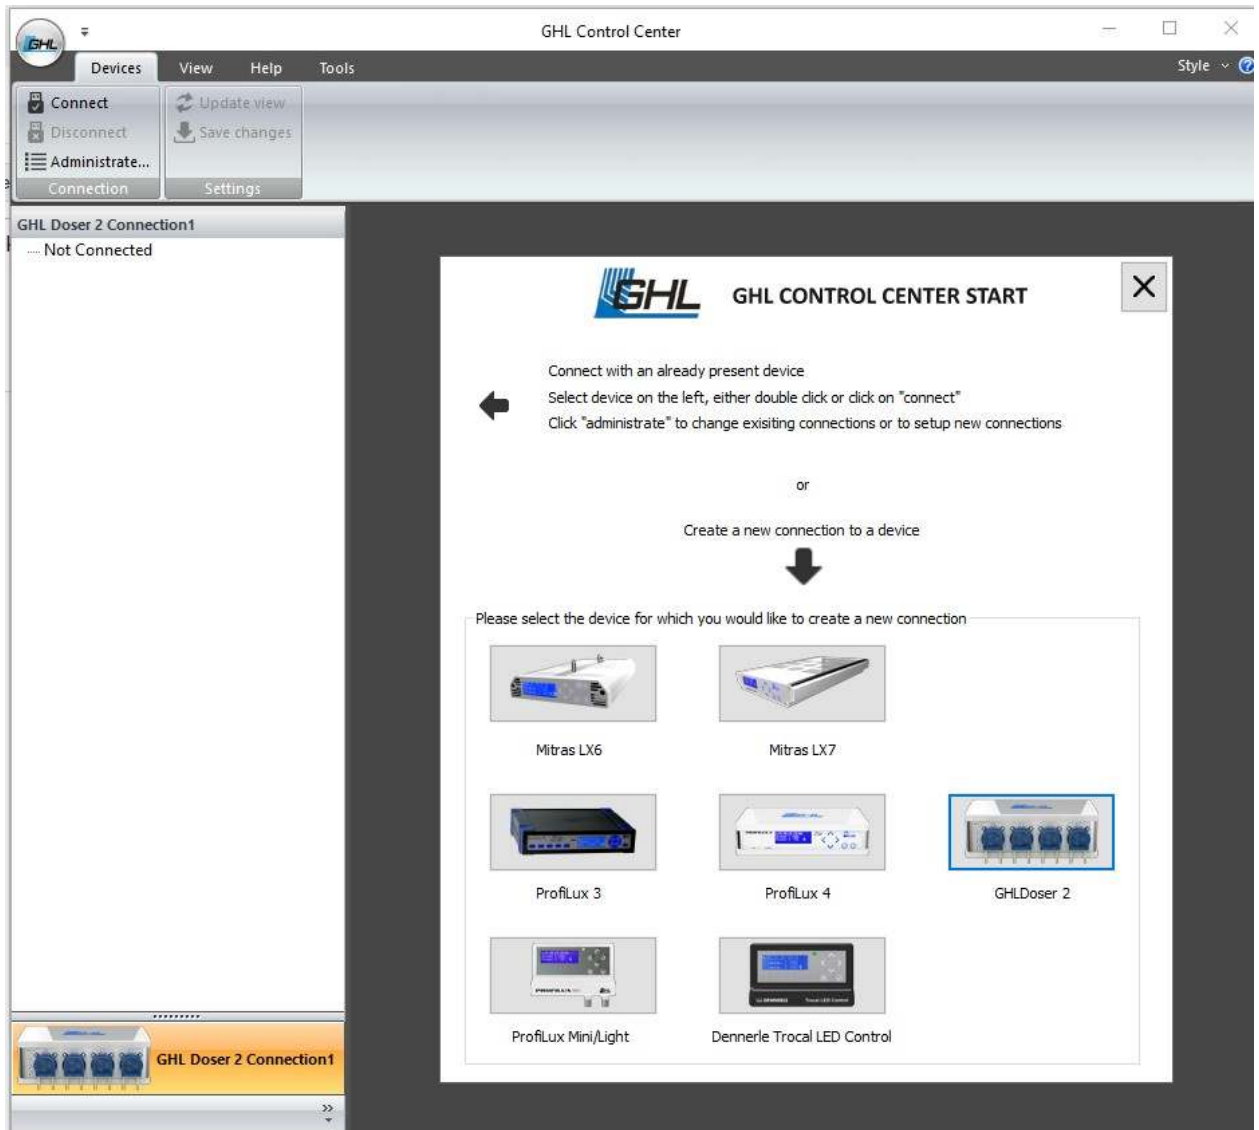 GHL
GHL Control Center
Devices View Help Tools
Style
Connect
Disconnect
Administrate...
Connection
Update view
Save changes
Settings
GHL Doser 2 Connection1
Not Connected
GHL
GHL CONTROL CENTER START
Connect with an already present device
Select device on the left, either double click or click on "connect"
Click "administrate" to change exisiting connections or to setup new connections
or
Create a new connection to a device
Please select the device for which you would like to create a new connection
Mitras LX6
Mitras LX7
ProfiLux 3
ProfiLux 4
GHLDoser 2
ProfiLux Mini/Light
Dennerle Trocal LED Control
GHL Doser 2 Connection1